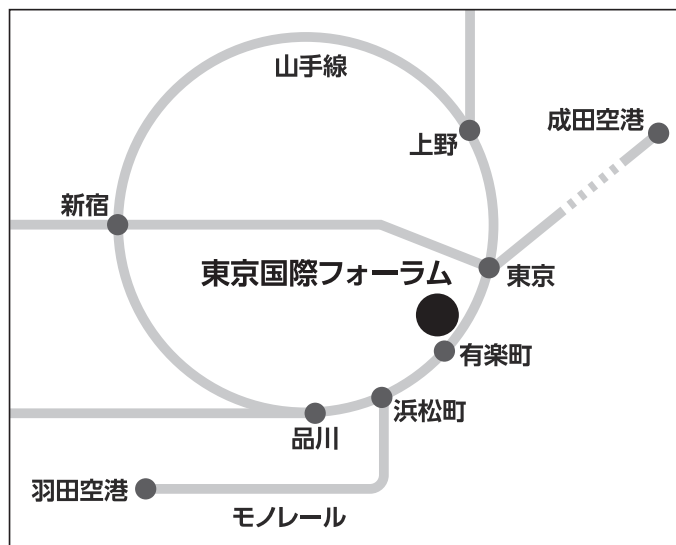 山手線
上野
成田空港
新宿
東京国際フォーラム
東京
有楽町
浜松町
品川
羽田空港
モノレール